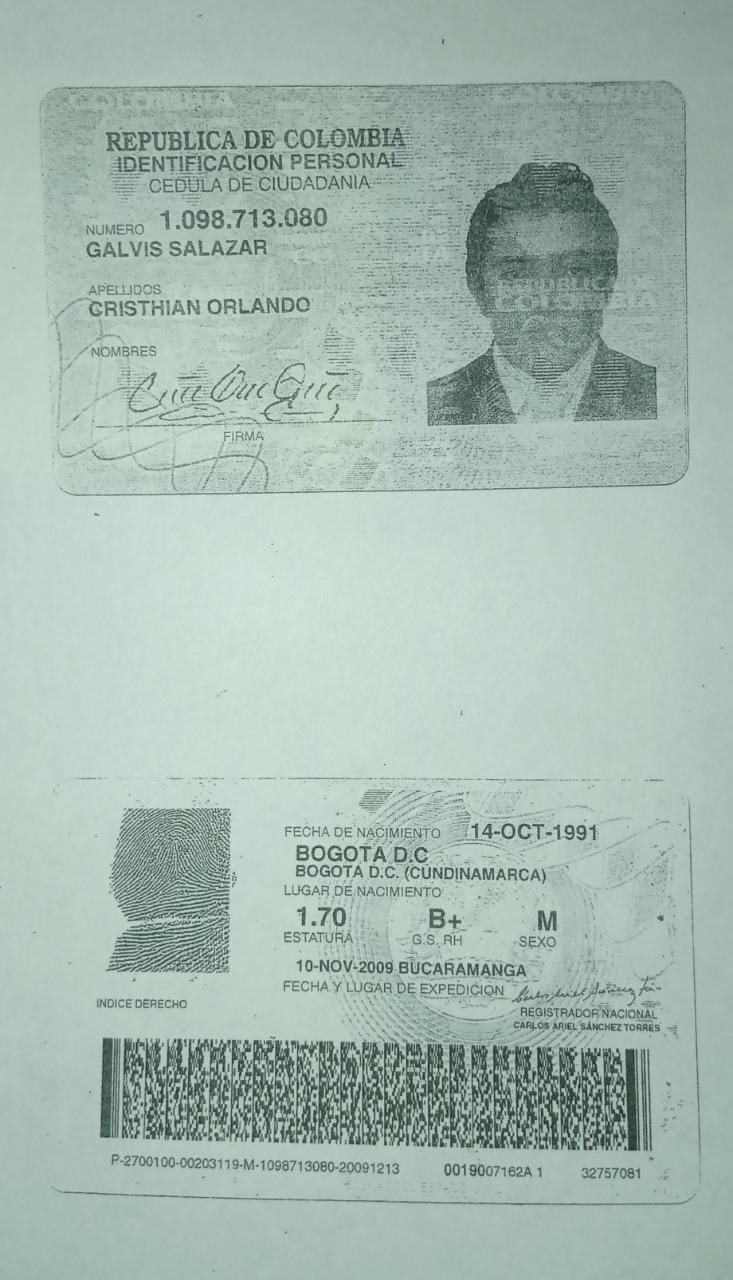 REPUBLICA DE COLOMBIA
IDENTIFICACION PERSONAL
CEDULA DE CIUDADANIA
NUMERO 1.098.713.080
GALVIS SALAZAR
APELLIDOS
CRISTHIAN ORLANDO
NOMBRES
FIRMA
REPUBLICA DE
COLOMBIA
FECHA DE NACIMIENTO 14-OCT-1991
BOGOTA D.C
BOGOTA D.C. (CUNDINAMARCA)
LUGAR DE NACIMIENTO
1.70 B+ M
ESTATURA G.S. RH SEXO
10-NOV-2009 BUCARAMANGA
FECHA Y LUGAR DE EXPEDICION
INDICE DERECHO
REGISTRADOR NACIONAL
CARLOS ARIEL SÁNCHEZ TORRES
P-2700100-00203119-M-1098713080-20091213 0019007162A 1 32757081